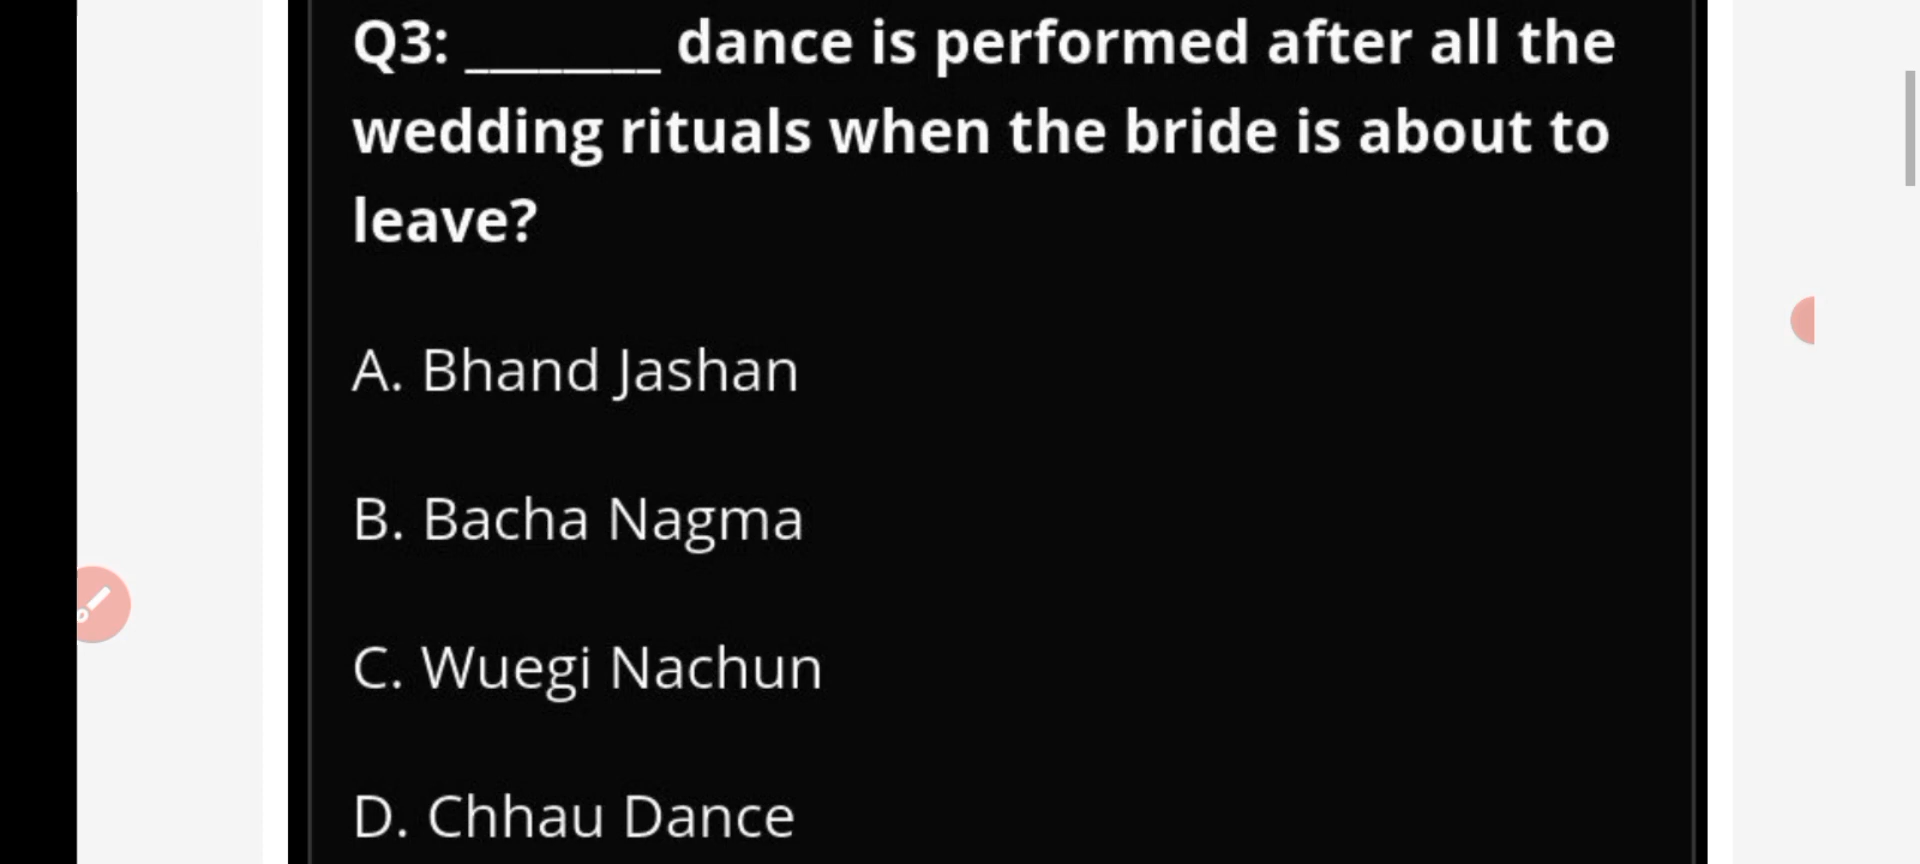 Q3: ________ dance is performed after all the
wedding rituals when the bride is about to
leave?
A. Bhand Jashan
B. Bacha Nagma
C. Wuegi Nachun
D. Chhau Dance